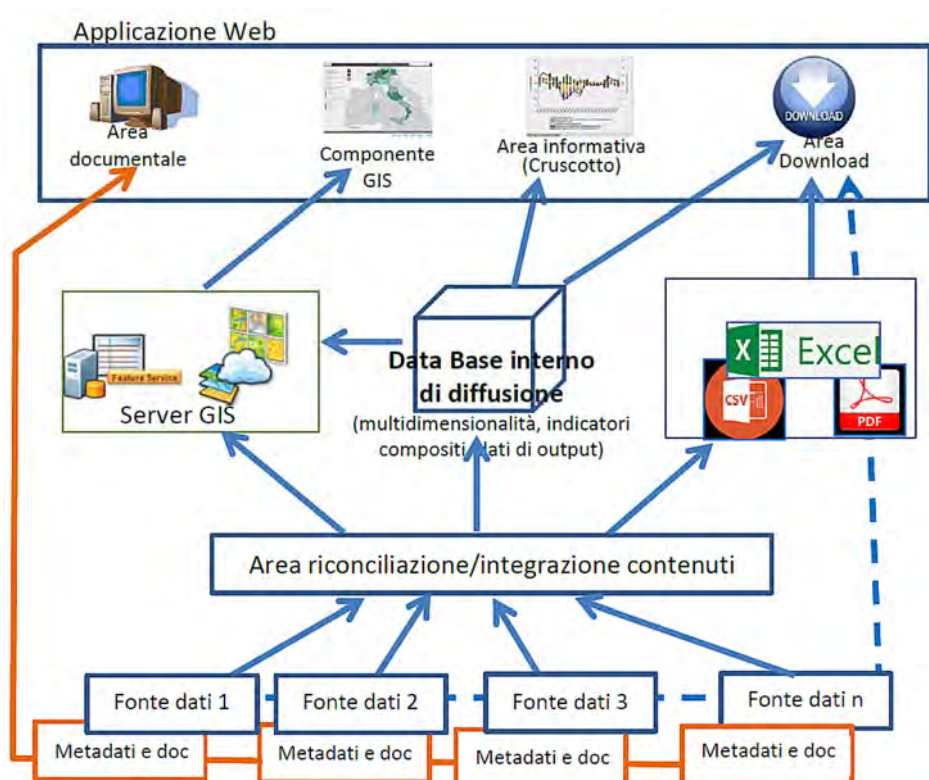 Applicazione Web
DOWNLOAD
Area
documentale
Componente
GIS
Area informativa
(Cruscotto)
Area
Download
Feature Service
Server GIS
Data Base interno
di diffusione
(multidimensionalità, indicatori
compositi, dati di output)
Excel
CSV
PDF
Area riconciliazione/integrazione contenuti
Fonte dati 1
Fonte dati 2
Fonte dati 3
Fonte dati n
Metadati e doc
Metadati e doc
Metadati e doc
Metadati e doc